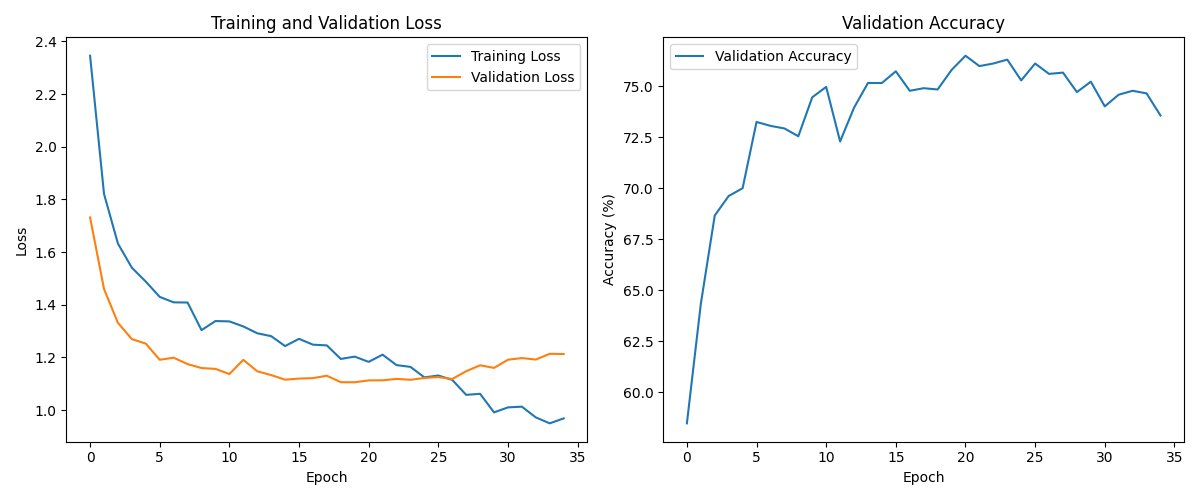 Training and Validation Loss
Training Loss
Validation Loss
2.4
2.2
2.0
1.8
1.6
1.4
1.2
1.0
Loss
0 5 10 15 20 25 30 35
Epoch
Validation Accuracy
Validation Accuracy
75.0
72.5
70.0
67.5
65.0
62.5
60.0
Accuracy (%)
0 5 10 15 20 25 30 35
Epoch